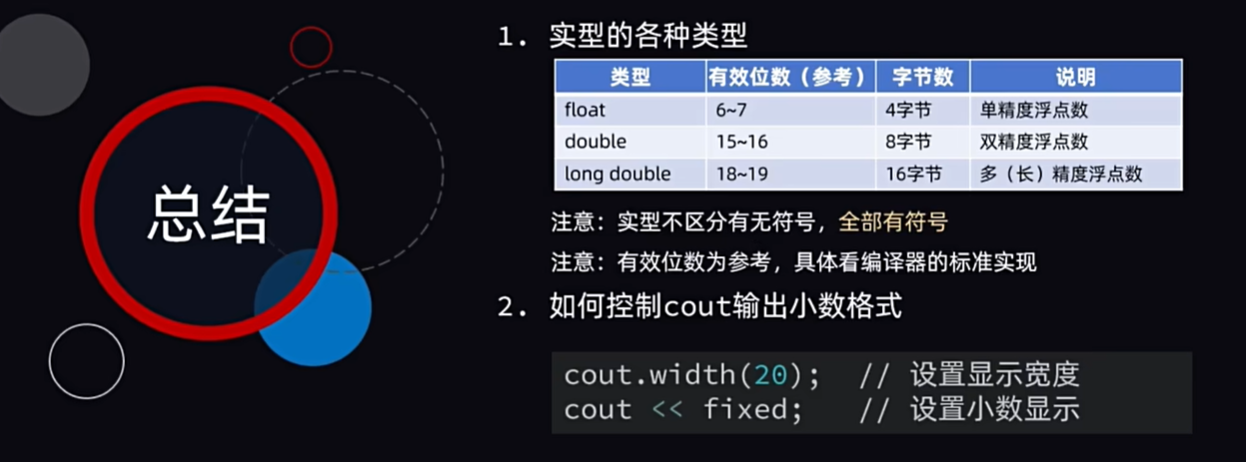 总结
1. 实型的各种类型
类型 有效位数（参考） 字节数 说明
float 6~7 4字节 单精度浮点数
double 15~16 8字节 双精度浮点数
long double 18~19 16字节 多（长）精度浮点数
注意：实型不区分有无符号，全部有符号
注意：有效位数为参考，具体看编译器的标准实现
2. 如何控制cout输出小数格式
cout.width(20); // 设置显示宽度
cout << fixed; // 设置小数显示